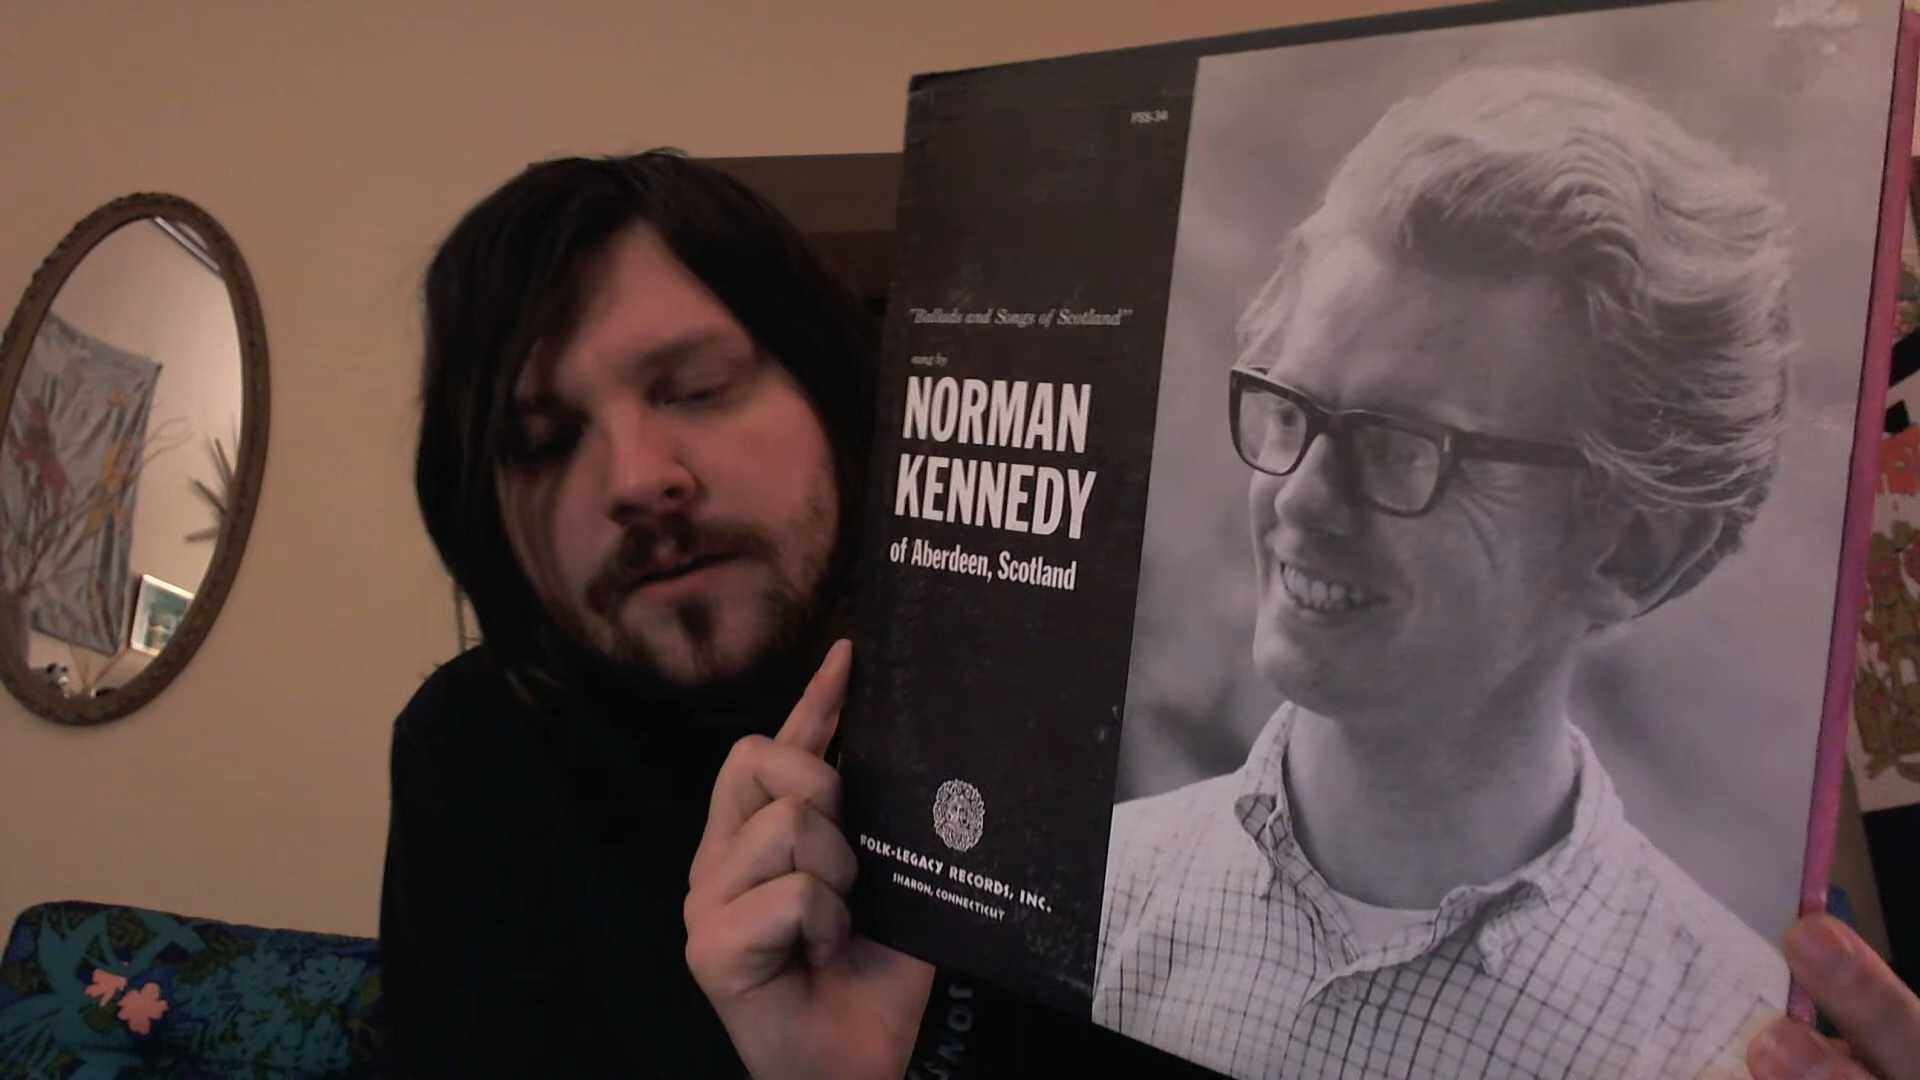 FSS-34
"Ballads and Songs of Scotland"
sung by
NORMAN
KENNEDY
of Aberdeen, Scotland
FOLK-LEGACY RECORDS, INC.
SHARON, CONNECTICUT